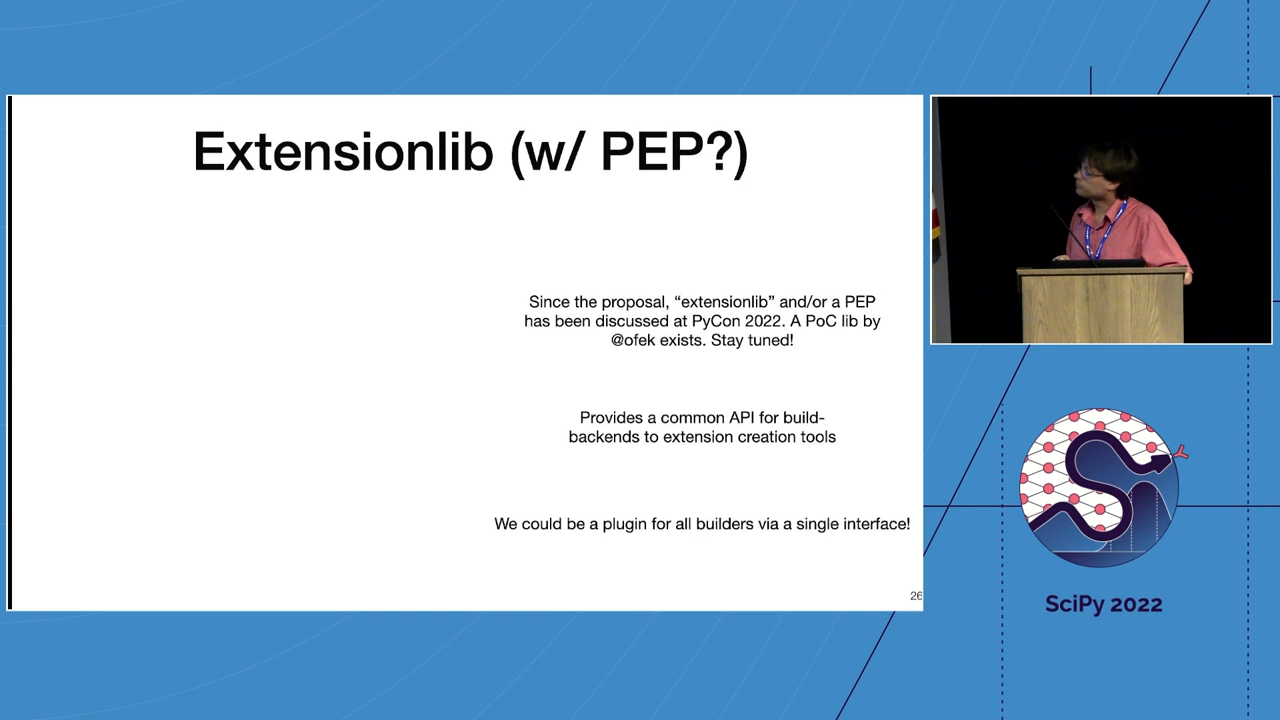 Extensionlib (w/ PEP?)
Since the proposal, “extensionlib” and/or a PEP
has been discussed at PyCon 2022. A PoC lib by
@ofek exists. Stay tuned!
Provides a common API for build-
backends to extension creation tools
We could be a plugin for all builders via a single interface!
26
SciPy 2022